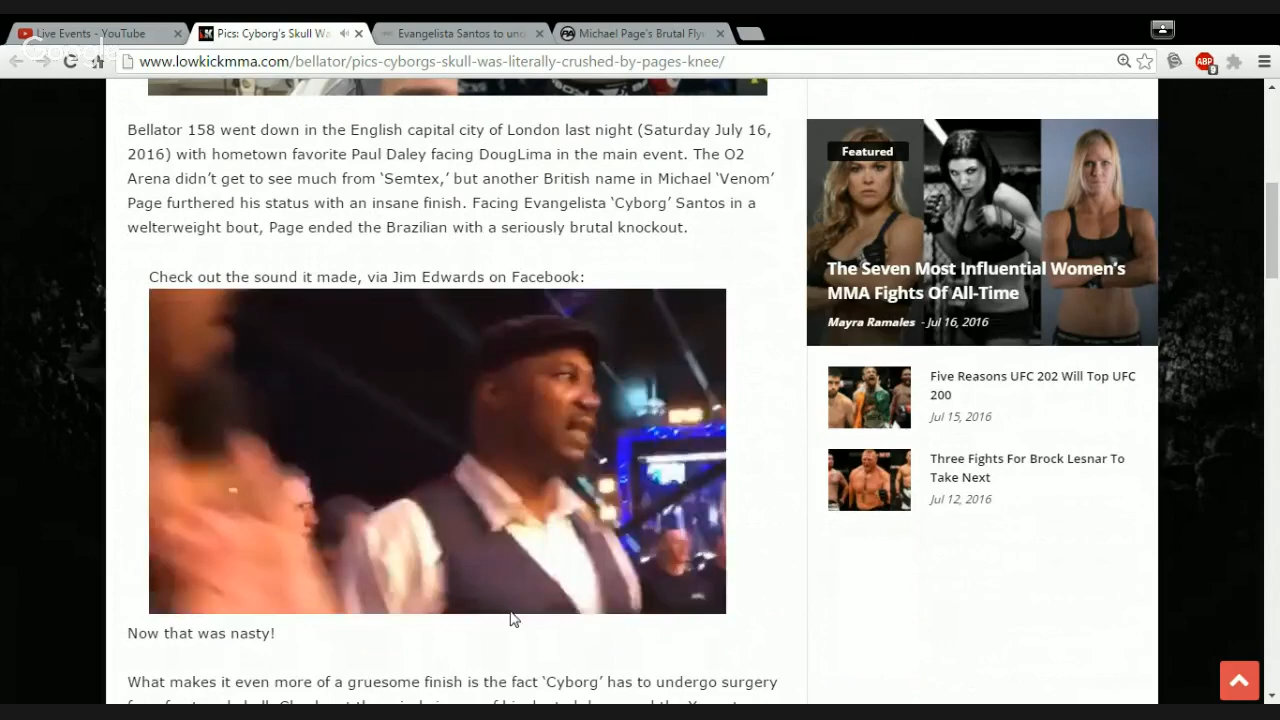 Live Events - YouTube
Pics: Cyborg's Skull Wa
Evangelista Santos to und
Michael Page's Brutal Fly
Google
www.lowkickmma.com/bellator/pics-cyborgs-skull-was-literally-crushed-by-pages-knee/
ABP
9
Bellator 158 went down in the English capital city of London last night (Saturday July 16,
2016) with hometown favorite Paul Daley facing DougLima in the main event. The O2
Arena didn't get to see much from 'Semtex,' but another British name in Michael 'Venom'
Page furthered his status with an insane finish. Facing Evangelista 'Cyborg' Santos in a
welterweight bout, Page ended the Brazilian with a seriously brutal knockout.
Check out the sound it made, via Jim Edwards on Facebook:
Now that was nasty!
What makes it even more of a gruesome finish is the fact 'Cyborg' has to undergo surgery
Featured
The Seven Most Influential Women's
MMA Fights Of All-Time
Mayra Ramales - Jul 16, 2016
Five Reasons UFC 202 Will Top UFC
200
Jul 15, 2016
Three Fights For Brock Lesnar To
Take Next
Jul 12, 2016